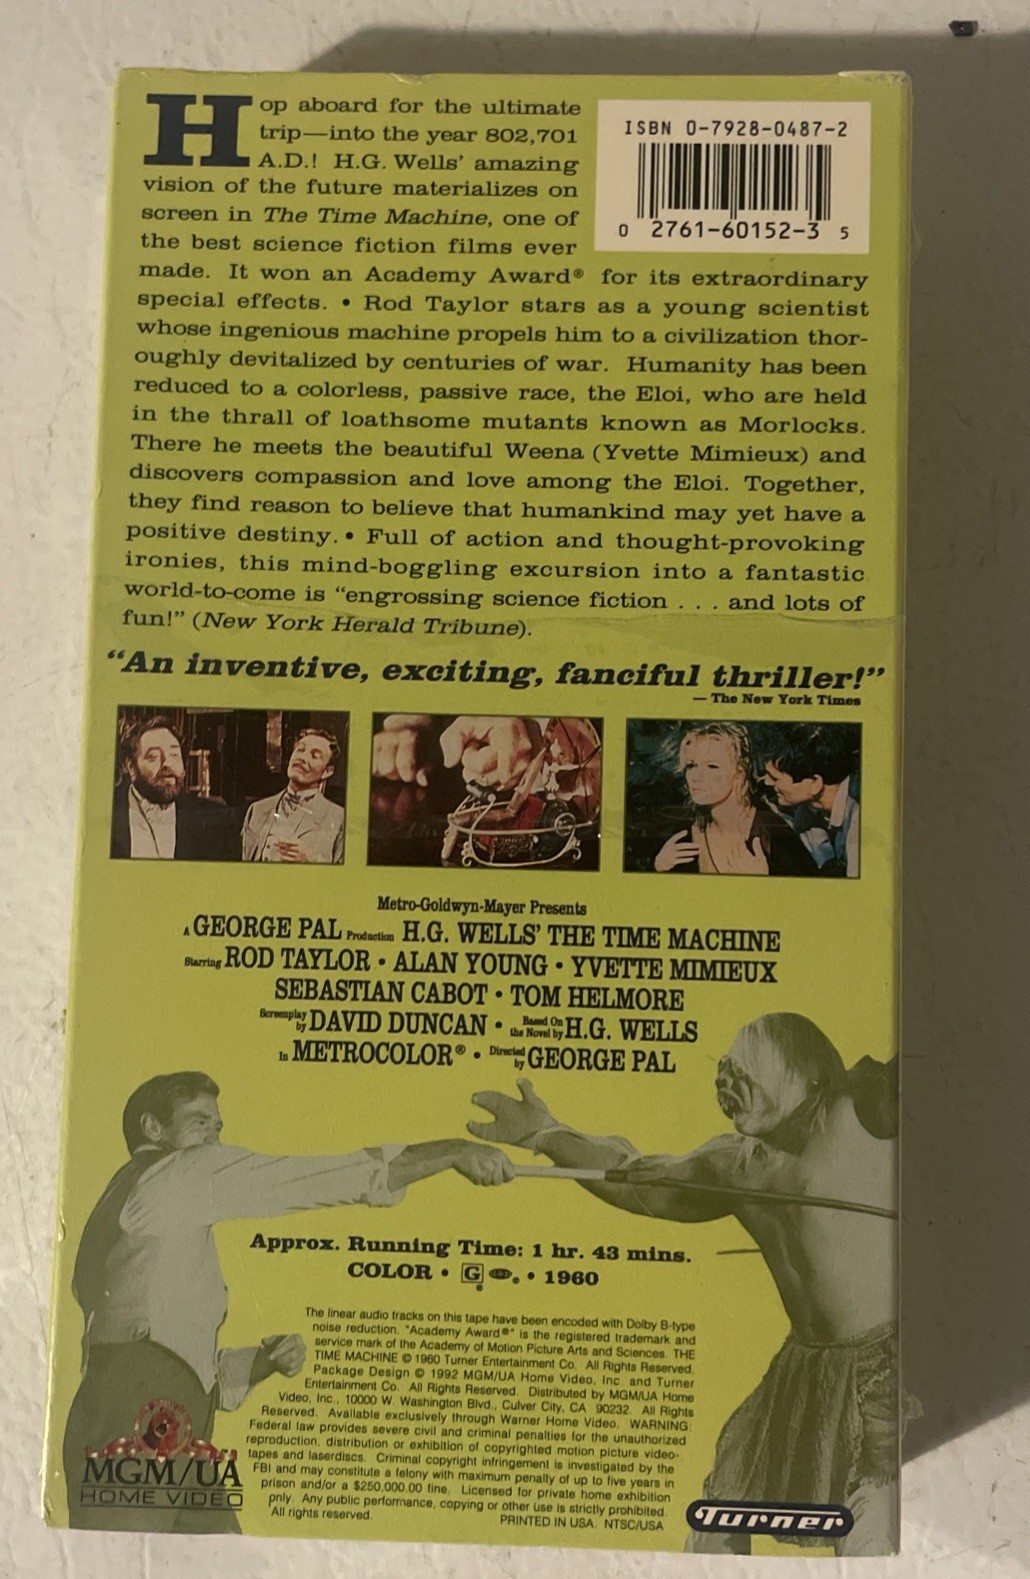 Hop aboard for the ultimate
trip—into the year 802,701
A.D.! H.G. Wells' amazing
vision of the future materializes on
screen in The Time Machine, one of
the best science fiction films ever
made. It won an Academy Award® for its extraordinary
special effects. • Rod Taylor stars as a young scientist
whose ingenious machine propels him to a civilization thor-
oughly devitalized by centuries of war. Humanity has been
reduced to a colorless, passive race, the Eloi, who are held
in the thrall of loathsome mutants known as Morlocks.
There he meets the beautiful Weena (Yvette Mimieux) and
discovers compassion and love among the Eloi. Together,
they find reason to believe that humankind may yet have a
positive destiny. • Full of action and thought-provoking
ironies, this mind-boggling excursion into a fantastic
world-to-come is “engrossing science fiction . . . and lots of
fun!” (New York Herald Tribune).
ISBN 0-7928-0487-2
0 2761-60152-3 5
“An inventive, exciting, fanciful thriller!”
— The New York Times
Metro-Goldwyn-Mayer Presents
A GEORGE PAL Production H.G. WELLS' THE TIME MACHINE
Starring ROD TAYLOR • ALAN YOUNG • YVETTE MIMIEUX
SEBASTIAN CABOT • TOM HELMORE
Screenplay by DAVID DUNCAN • Based On the Novel by H.G. WELLS
In METROCOLOR® • Directed by GEORGE PAL
Approx. Running Time: 1 hr. 43 mins.
COLOR • G • 1960
The linear audio tracks on this tape have been encoded with Dolby B-type
noise reduction. "Academy Award®" is the registered trademark and
service mark of the Academy of Motion Picture Arts and Sciences. THE
TIME MACHINE © 1960 Turner Entertainment Co. All Rights Reserved.
Package Design © 1992 MGM/UA Home Video, Inc. and Turner
Entertainment Co. All Rights Reserved. Distributed by MGM/UA Home
Video, Inc., 10000 W. Washington Blvd., Culver City, CA 90232. All Rights
Reserved. Available exclusively through Warner Home Video. WARNING:
Federal law provides severe civil and criminal penalties for the unauthorized
reproduction, distribution or exhibition of copyrighted motion picture video-
tapes and laserdiscs. Criminal copyright infringement is investigated by the
FBI and may constitute a felony with maximum penalty of up to five years in
prison and/or a $250,000.00 fine. Licensed for private home exhibition
only. Any public performance, copying or other use is strictly prohibited.
All rights reserved. PRINTED IN USA. NTSC/USA
MGM/UA
HOME VIDEO
Turner